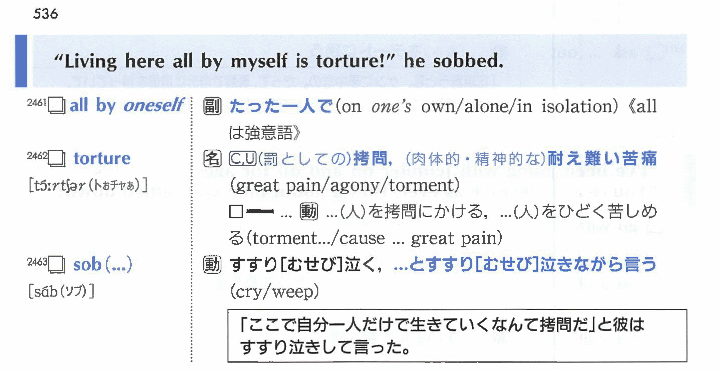 536
“Living here all by myself is torture!” he sobbed.
2461 all by oneself
副 たった一人で(on one's own/alone/in isolation)《all
は強意語》
2462 torture
[tɔ́ːrtʃər(トォチャぁ)]
名 C,U(罰としての)拷問，(肉体的・精神的な)耐え難い苦痛
(great pain/agony/torment)
□━ ... 動 ...(人)を拷問にかける，...(人)をひどく苦しめ
る(torment.../cause ... great pain)
2463 sob(...)
[sɑ́b(ソブ)]
動 すすり[むせび]泣く，...とすすり[むせび]泣きながら言う
(cry/weep)
「ここで自分一人だけで生きていくなんて拷問だ」と彼は
すすり泣きして言った。